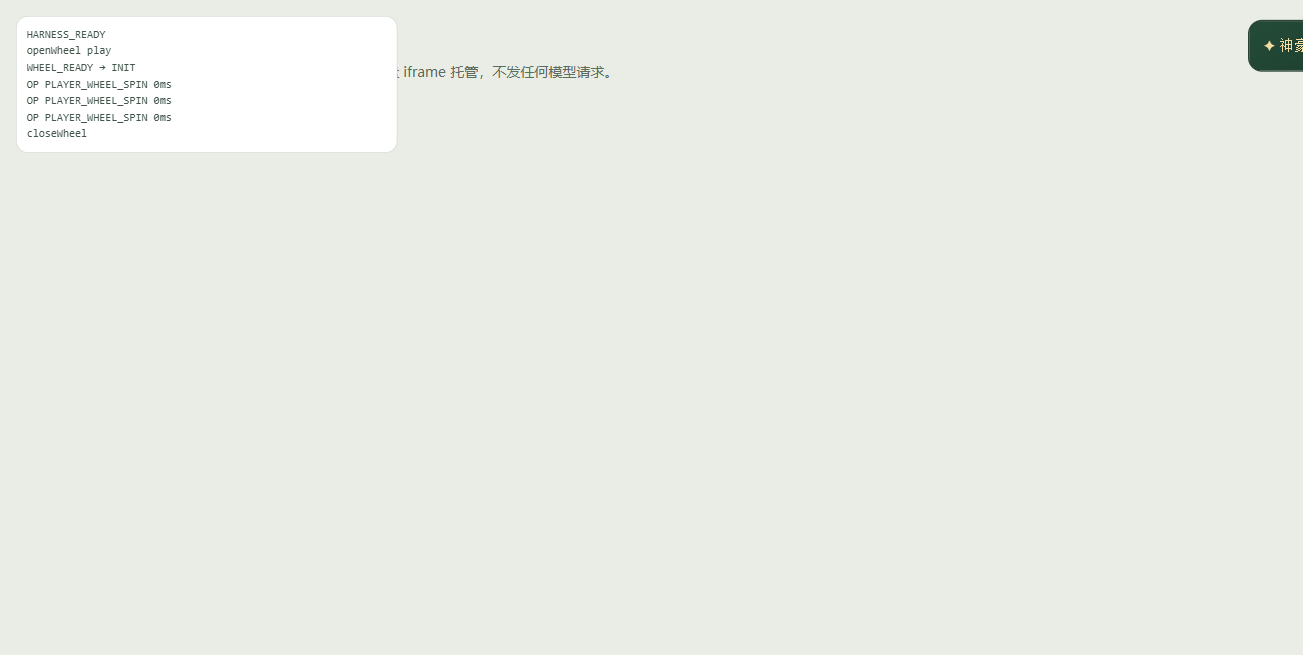 HARNESS_READY
openWheel play
WHEEL_READY → INIT
OP PLAYER_WHEEL_SPIN 0ms
OP PLAYER_WHEEL_SPIN 0ms
OP PLAYER_WHEEL_SPIN 0ms
closeWheel
iframe 托管，不发任何模型请求。
✦ 神豪